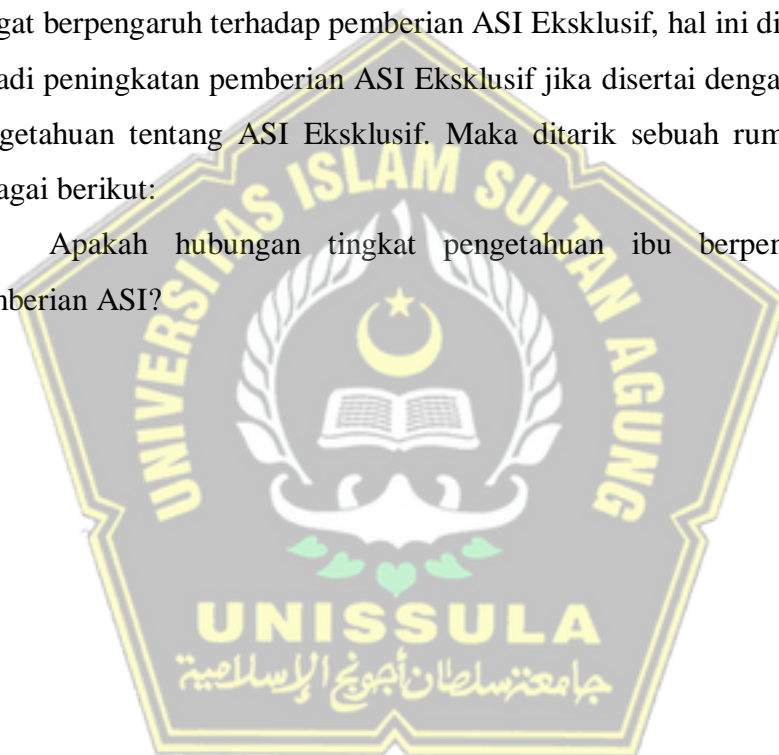 gat berpengaruh terhadap pemberian ASI Eksklusif, hal ini di
adi peningkatan pemberian ASI Eksklusif jika disertai denga
getahuan tentang ASI Eksklusif. Maka ditarik sebuah rum
agai berikut:
Apakah hubungan tingkat pengetahuan ibu berpen
nberian ASI?
UNIVERSITAS ISLAM SULTAN AGUNG
UNISSULA
جامعة سلطان أجونج الإسلامية